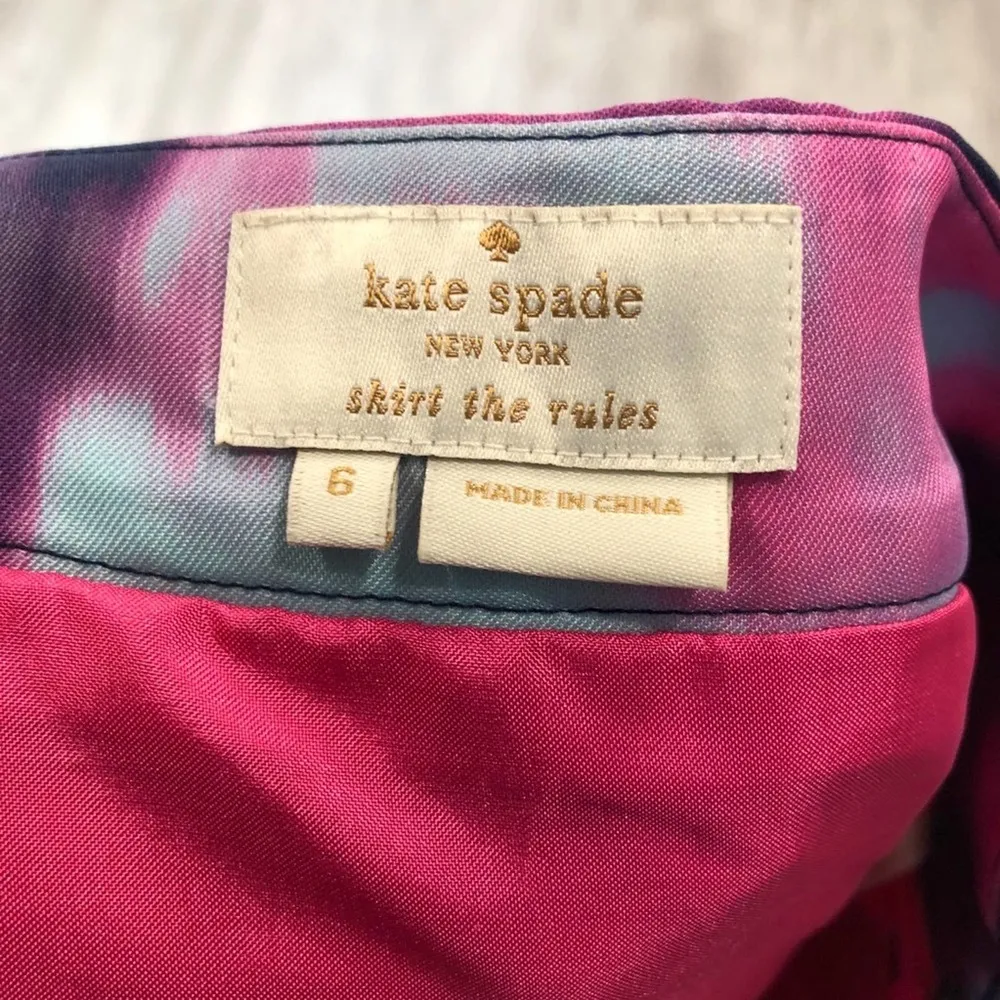 kate spade
NEW YORK
skirt the rules
6
MADE IN CHINA